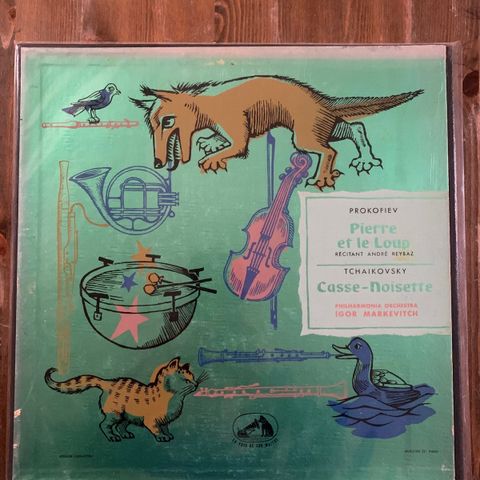 PROKOFIEV
Pierre
et le Loup
RÉCITANT ANDRÉ REYBAZ
TCHAIKOVSKY
Casse-Noisette
PHILHARMONIA ORCHESTRA
IGOR MARKEVITCH
LA VOIX DE SON MAITRE